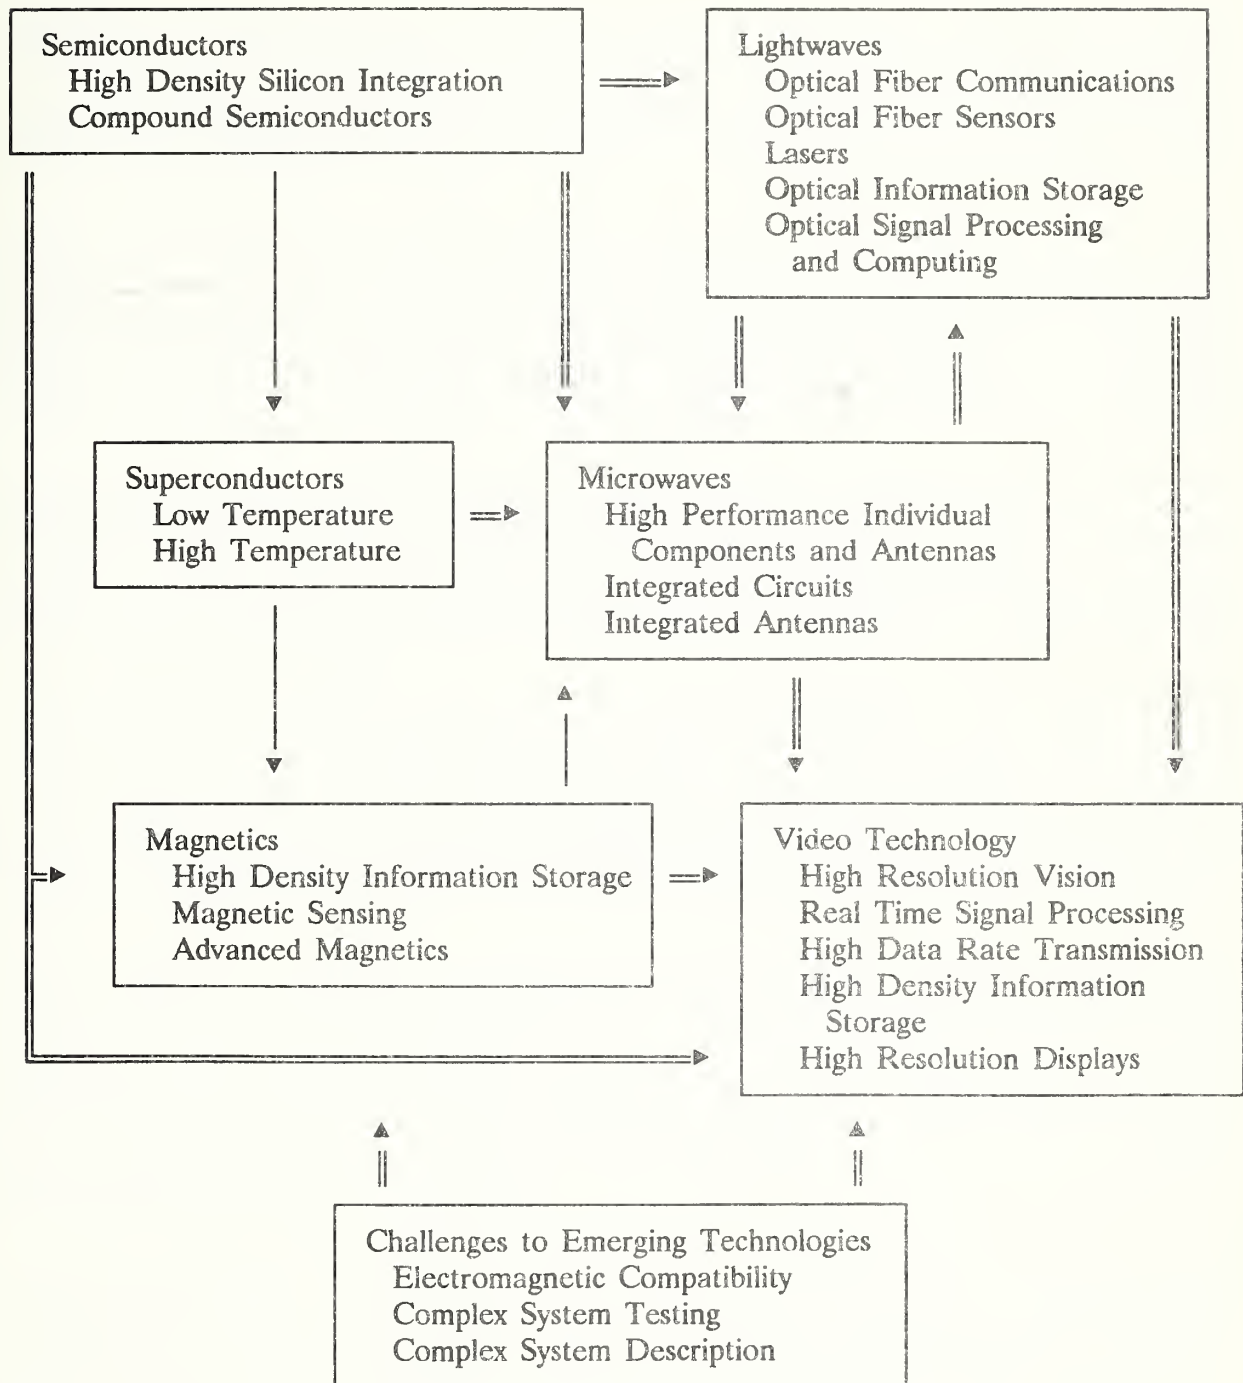 Semiconductors
High Density Silicon Integration
Compound Semiconductors
Lightwaves
Optical Fiber Communications
Optical Fiber Sensors
Lasers
Optical Information Storage
Optical Signal Processing
and Computing
Superconductors
Low Temperature
High Temperature
Microwaves
High Performance Individual
Components and Antennas
Integrated Circuits
Integrated Antennas
Magnetics
High Density Information Storage
Magnetic Sensing
Advanced Magnetics
Video Technology
High Resolution Vision
Real Time Signal Processing
High Data Rate Transmission
High Density Information
Storage
High Resolution Displays
Challenges to Emerging Technologies
Electromagnetic Compatibility
Complex System Testing
Complex System Description